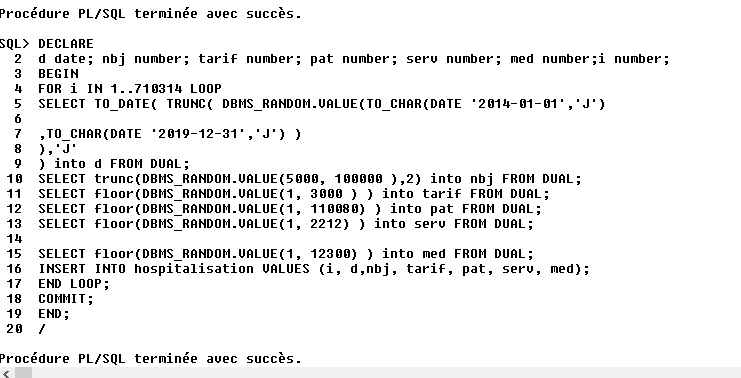 Procédure PL/SQL terminée avec succès.
SQL> DECLARE
2 d date; nbj number; tarif number; pat number; serv number; med number;i number;
3 BEGIN
4 FOR i IN 1..710314 LOOP
5 SELECT TO_DATE( TRUNC( DBMS_RANDOM.VALUE(TO_CHAR(DATE '2014-01-01','J')
6
7 ,TO_CHAR(DATE '2019-12-31','J') )
8 ),'J'
9 ) into d FROM DUAL;
10 SELECT trunc(DBMS_RANDOM.VALUE(5000, 100000 ),2) into nbj FROM DUAL;
11 SELECT floor(DBMS_RANDOM.VALUE(1, 3000 ) ) into tarif FROM DUAL;
12 SELECT floor(DBMS_RANDOM.VALUE(1, 110080) ) into pat FROM DUAL;
13 SELECT floor(DBMS_RANDOM.VALUE(1, 2212) ) into serv FROM DUAL;
14
15 SELECT floor(DBMS_RANDOM.VALUE(1, 12300) ) into med FROM DUAL;
16 INSERT INTO hospitalisation VALUES (i, d,nbj, tarif, pat, serv, med);
17 END LOOP;
18 COMMIT;
19 END;
20 /
Procédure PL/SQL terminée avec succès.